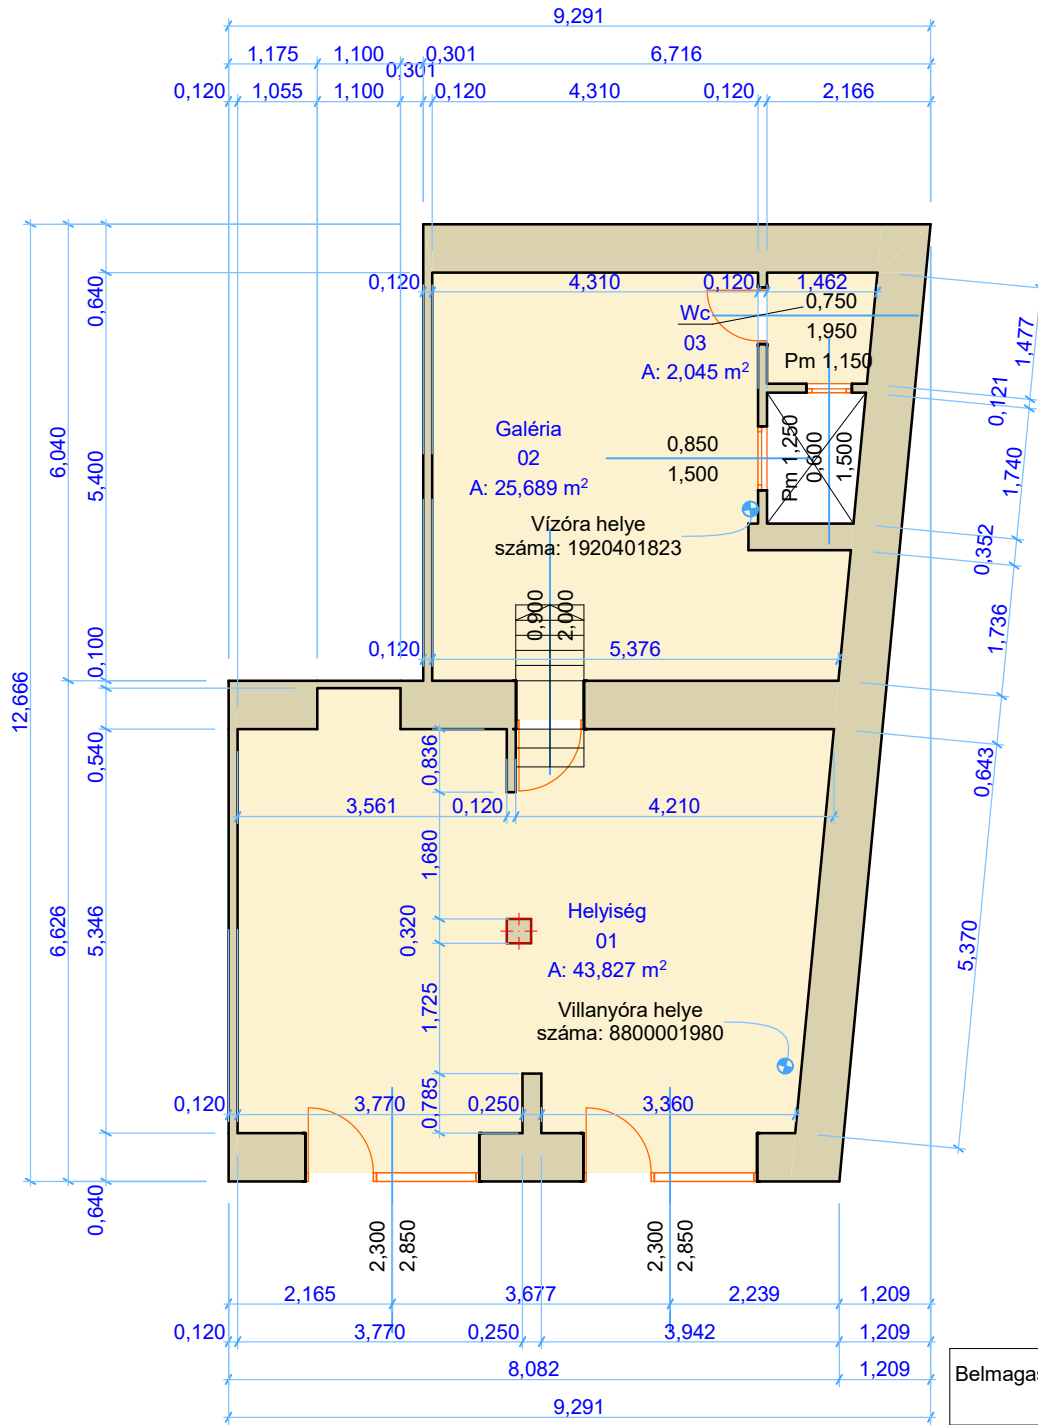 9,291
1,175 1,100 0,301 6,716
0,301
0,120 1,055 1,100 0,120 4,310 0,120 2,166
0,120 4,310 0,120 1,462
0,640
0,750
Wc
1,950
03
Pm 1,150
A: 2,045 m²
1,477
0,121
Galéria
02
A: 25,689 m²
0,850
1,500
Pm 1,250
0,600
1,500
1,740
6,040
5,400
Vízóra helye
száma: 1920401823
0,352
0,900
2,000
1,736
0,120 5,376
0,100
12,666
0,540
0,836
0,643
3,561 0,120 4,210
1,680
0,320
Helyiség
01
A: 43,827 m²
6,626
5,346
5,370
1,725
Villanyóra helye
száma: 8800001980
0,785
0,120 3,770 0,250 3,360
0,640
2,300
2,850
2,300
2,850
2,165 3,677 2,239 1,209
0,120 3,770 0,250 3,942 1,209
8,082 1,209
Belmagas
9,291